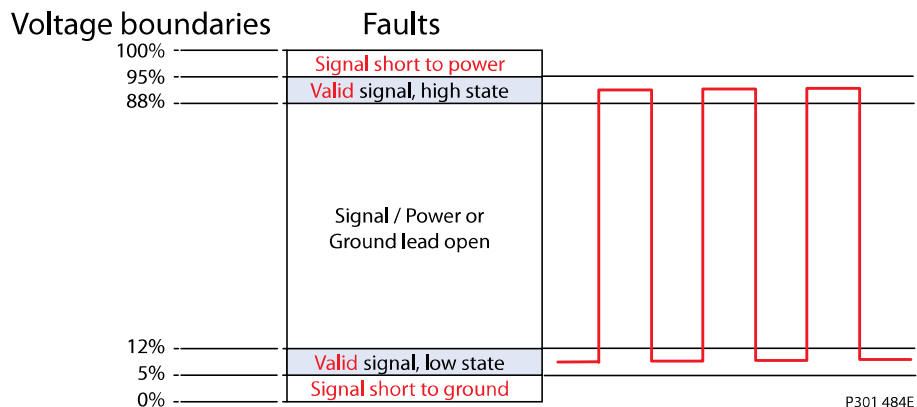 Voltage boundaries Faults
100%
Signal short to power
95%
Valid signal, high state
88%
Signal / Power or
Ground lead open
12%
Valid signal, low state
5%
Signal short to ground
0%
P301 484E